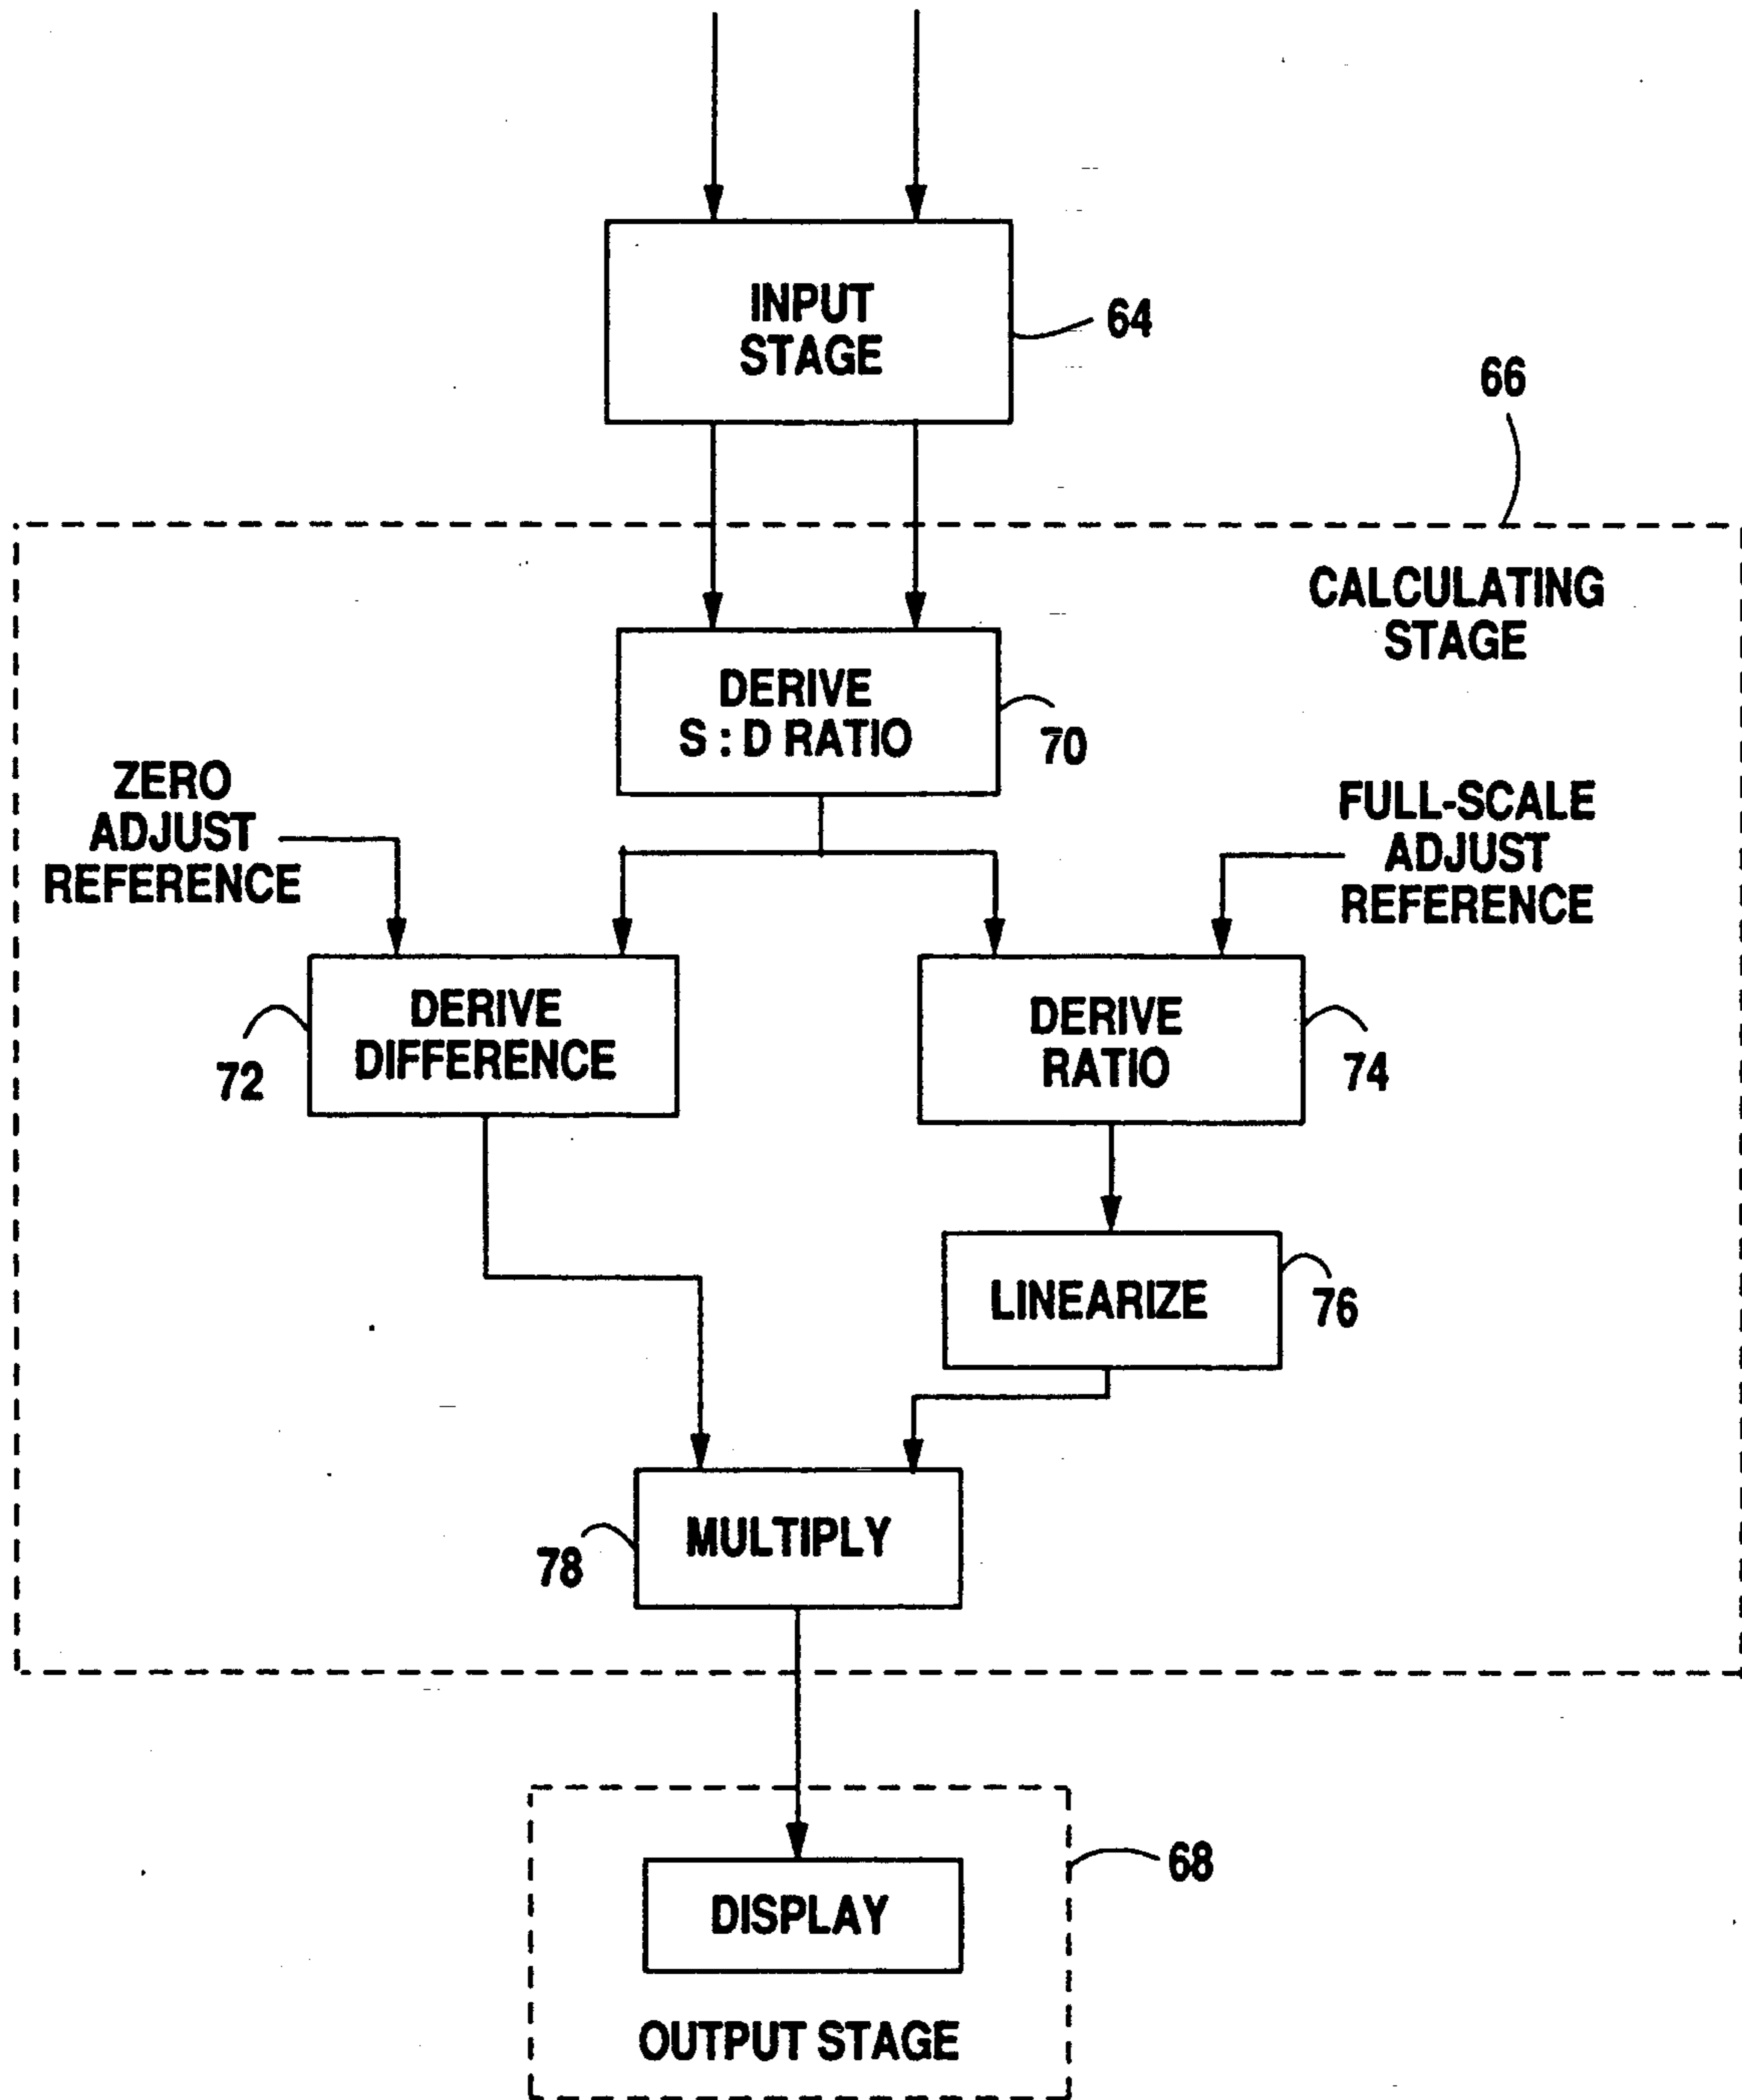 INPUT
STAGE
64
66
CALCULATING
STAGE
DERIVE
S : D RATIO
70
ZERO
ADJUST
REFERENCE
FULL-SCALE
ADJUST
REFERENCE
DERIVE
DIFFERENCE
72
DERIVE
RATIO
74
LINEARIZE
76
MULTIPLY
78
DISPLAY
68
OUTPUT STAGE